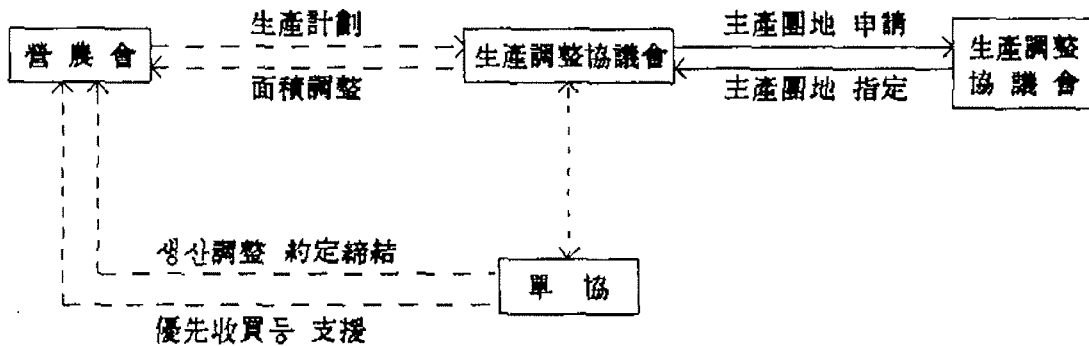 營農會
生產計劃
面積調整
生產調整協議會
主產團地 申請
主產團地 指定
生產調整
協議會
생산調整 約定締結
單協
優先收買등 支援